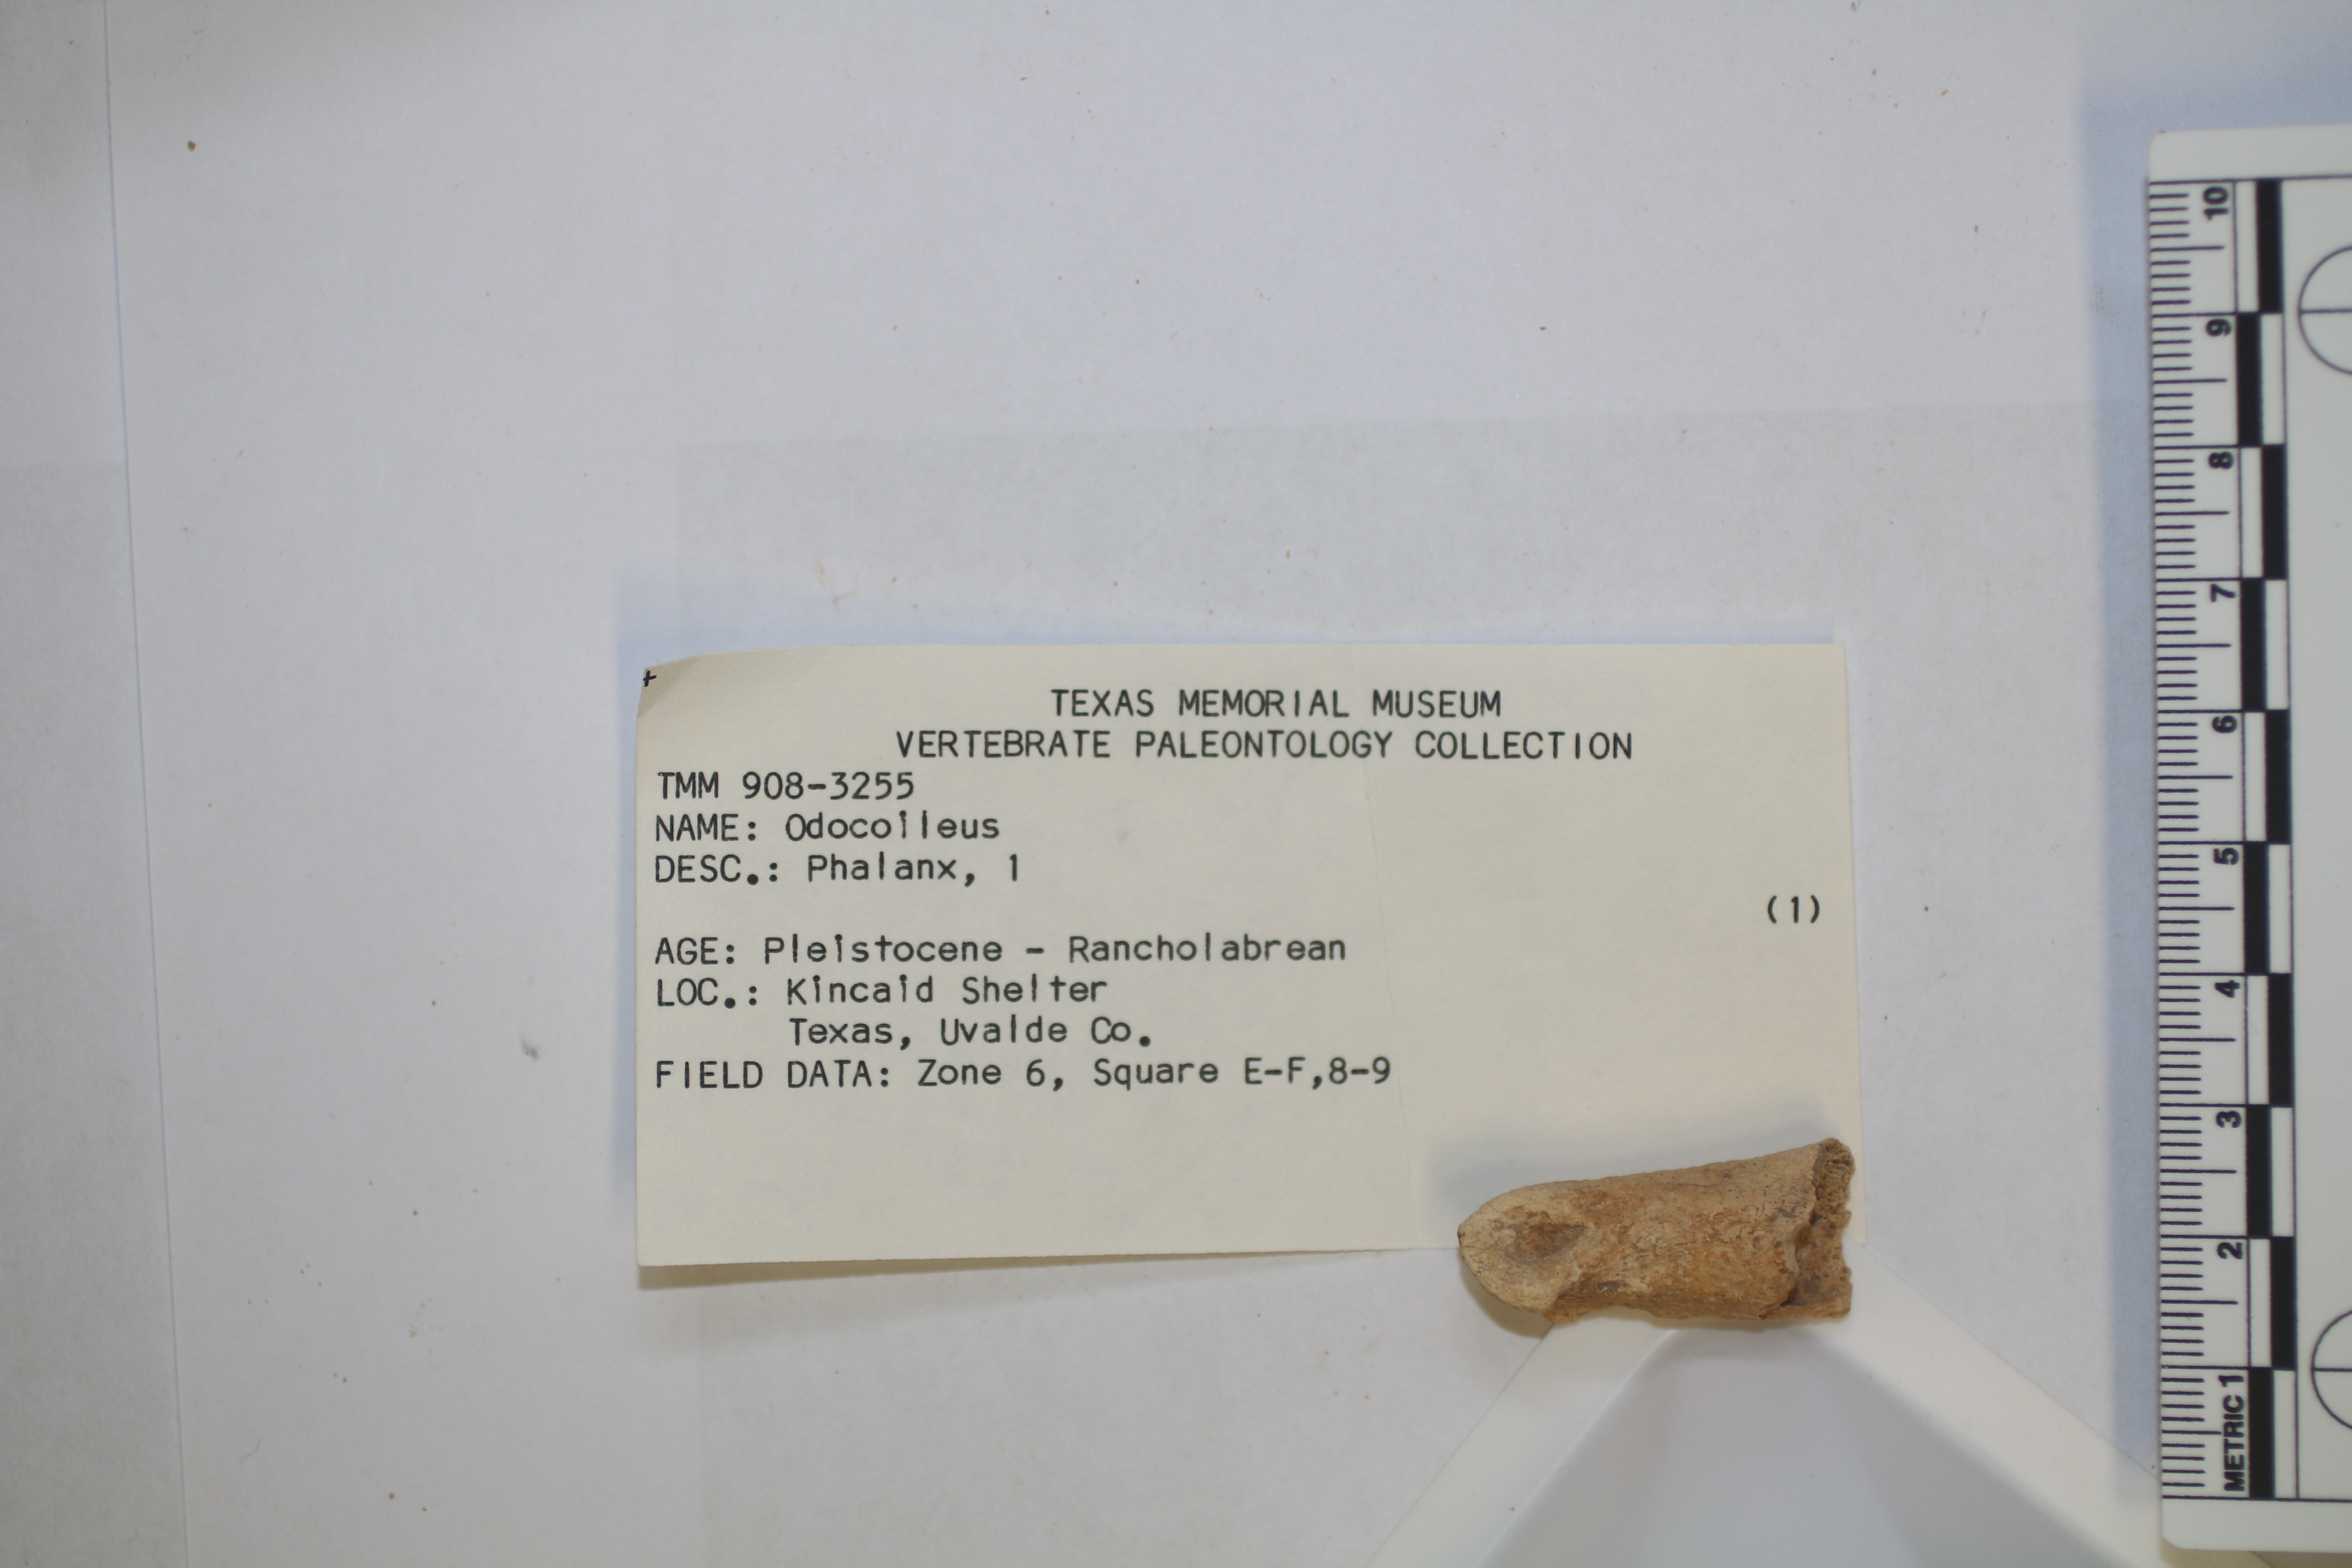 TEXAS MEMORIAL MUSEUM
VERTEBRATE PALEONTOLOGY COLLECTION
TMM 908-3255
NAME: Odocoileus
DESC.: Phalanx, 1
(1)
AGE: Pleistocene - Rancholabrean
LOC.: Kincaid Shelter
Texas, Uvalde Co.
FIELD DATA: Zone 6, Square E-F,8-9
METRIC 1 2 3 4 5 6 7 8 9 10